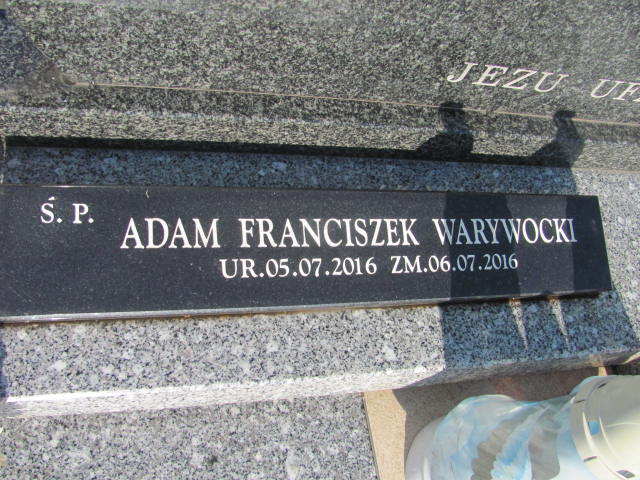 JEZU
Ś. P. ADAM FRANCISZEK WARYWOCKI
UR.05.07.2016 ZM.06.07.2016